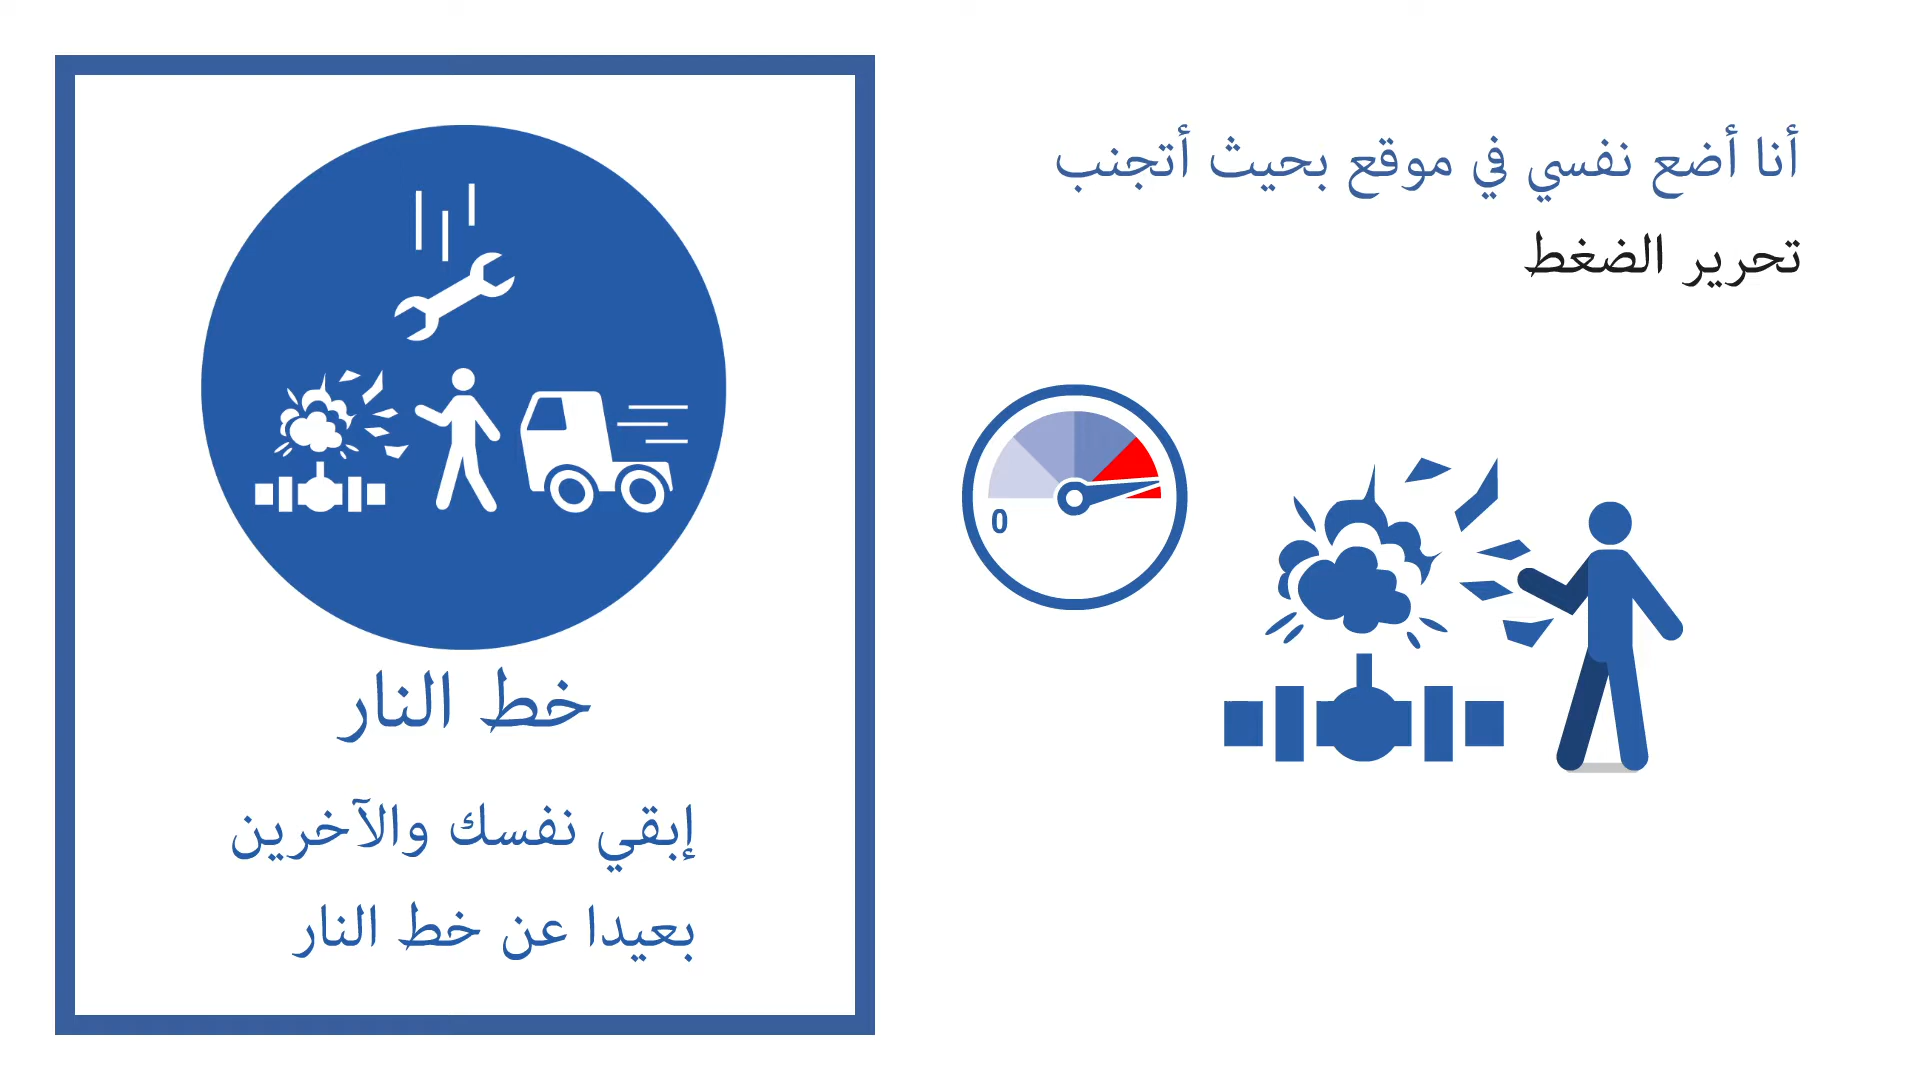 أنا أضع نفسي في موقع بحيث أتجنب
تحرير الضغط
0
خط النار
إبقي نفسك والآخرين
بعيدا عن خط النار